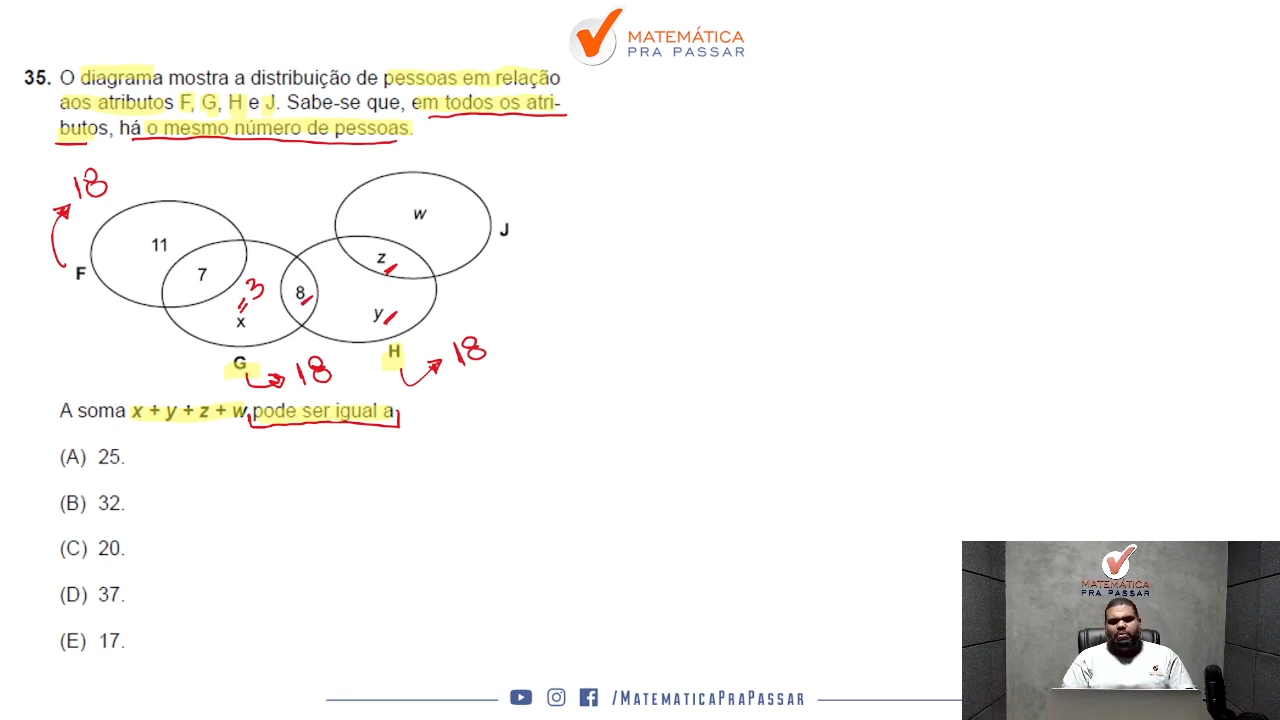 MATEMÁTICA
PRA PASSAR
35. O diagrama mostra a distribuição de pessoas em relação
aos atributos F, G, H e J. Sabe-se que, em todos os atri-
butos, há o mesmo número de pessoas.
18
w
J
11
F
z
7
3
8
=
x
y
H
18
G
18
A soma x + y + z + w, pode ser igual a
(A) 25.
(B) 32.
(C) 20.
(D) 37.
(E) 17.
MATEMÁTICA
PRA PASSAR
/MATEMATICAPRAPASSAR